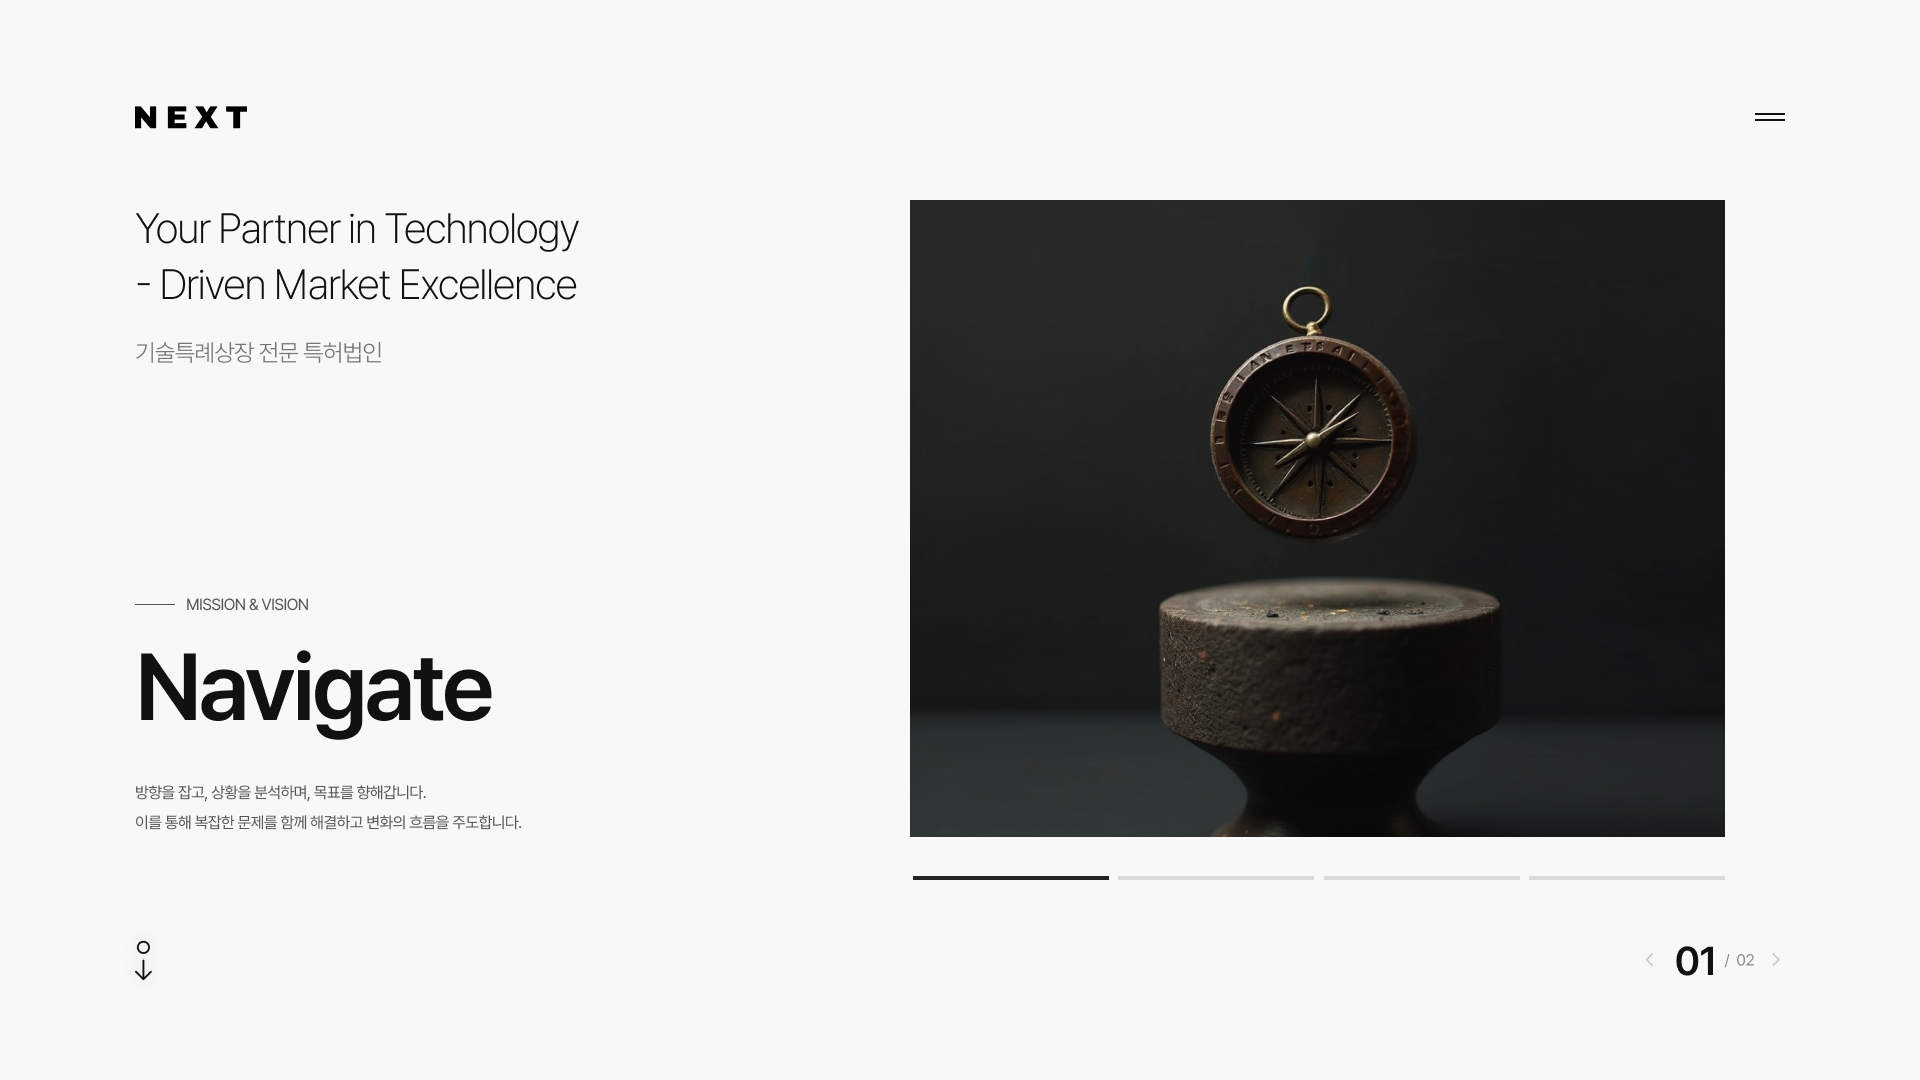 NEXT
Your Partner in Technology
- Driven Market Excellence
기술특례상장 전문 특허법인
MISSION & VISION
Navigate
방향을 잡고, 상황을 분석하며, 목표를 향해갑니다.
이를 통해 복잡한 문제를 함께 해결하고 변화의 흐름을 주도합니다.
01 / 02